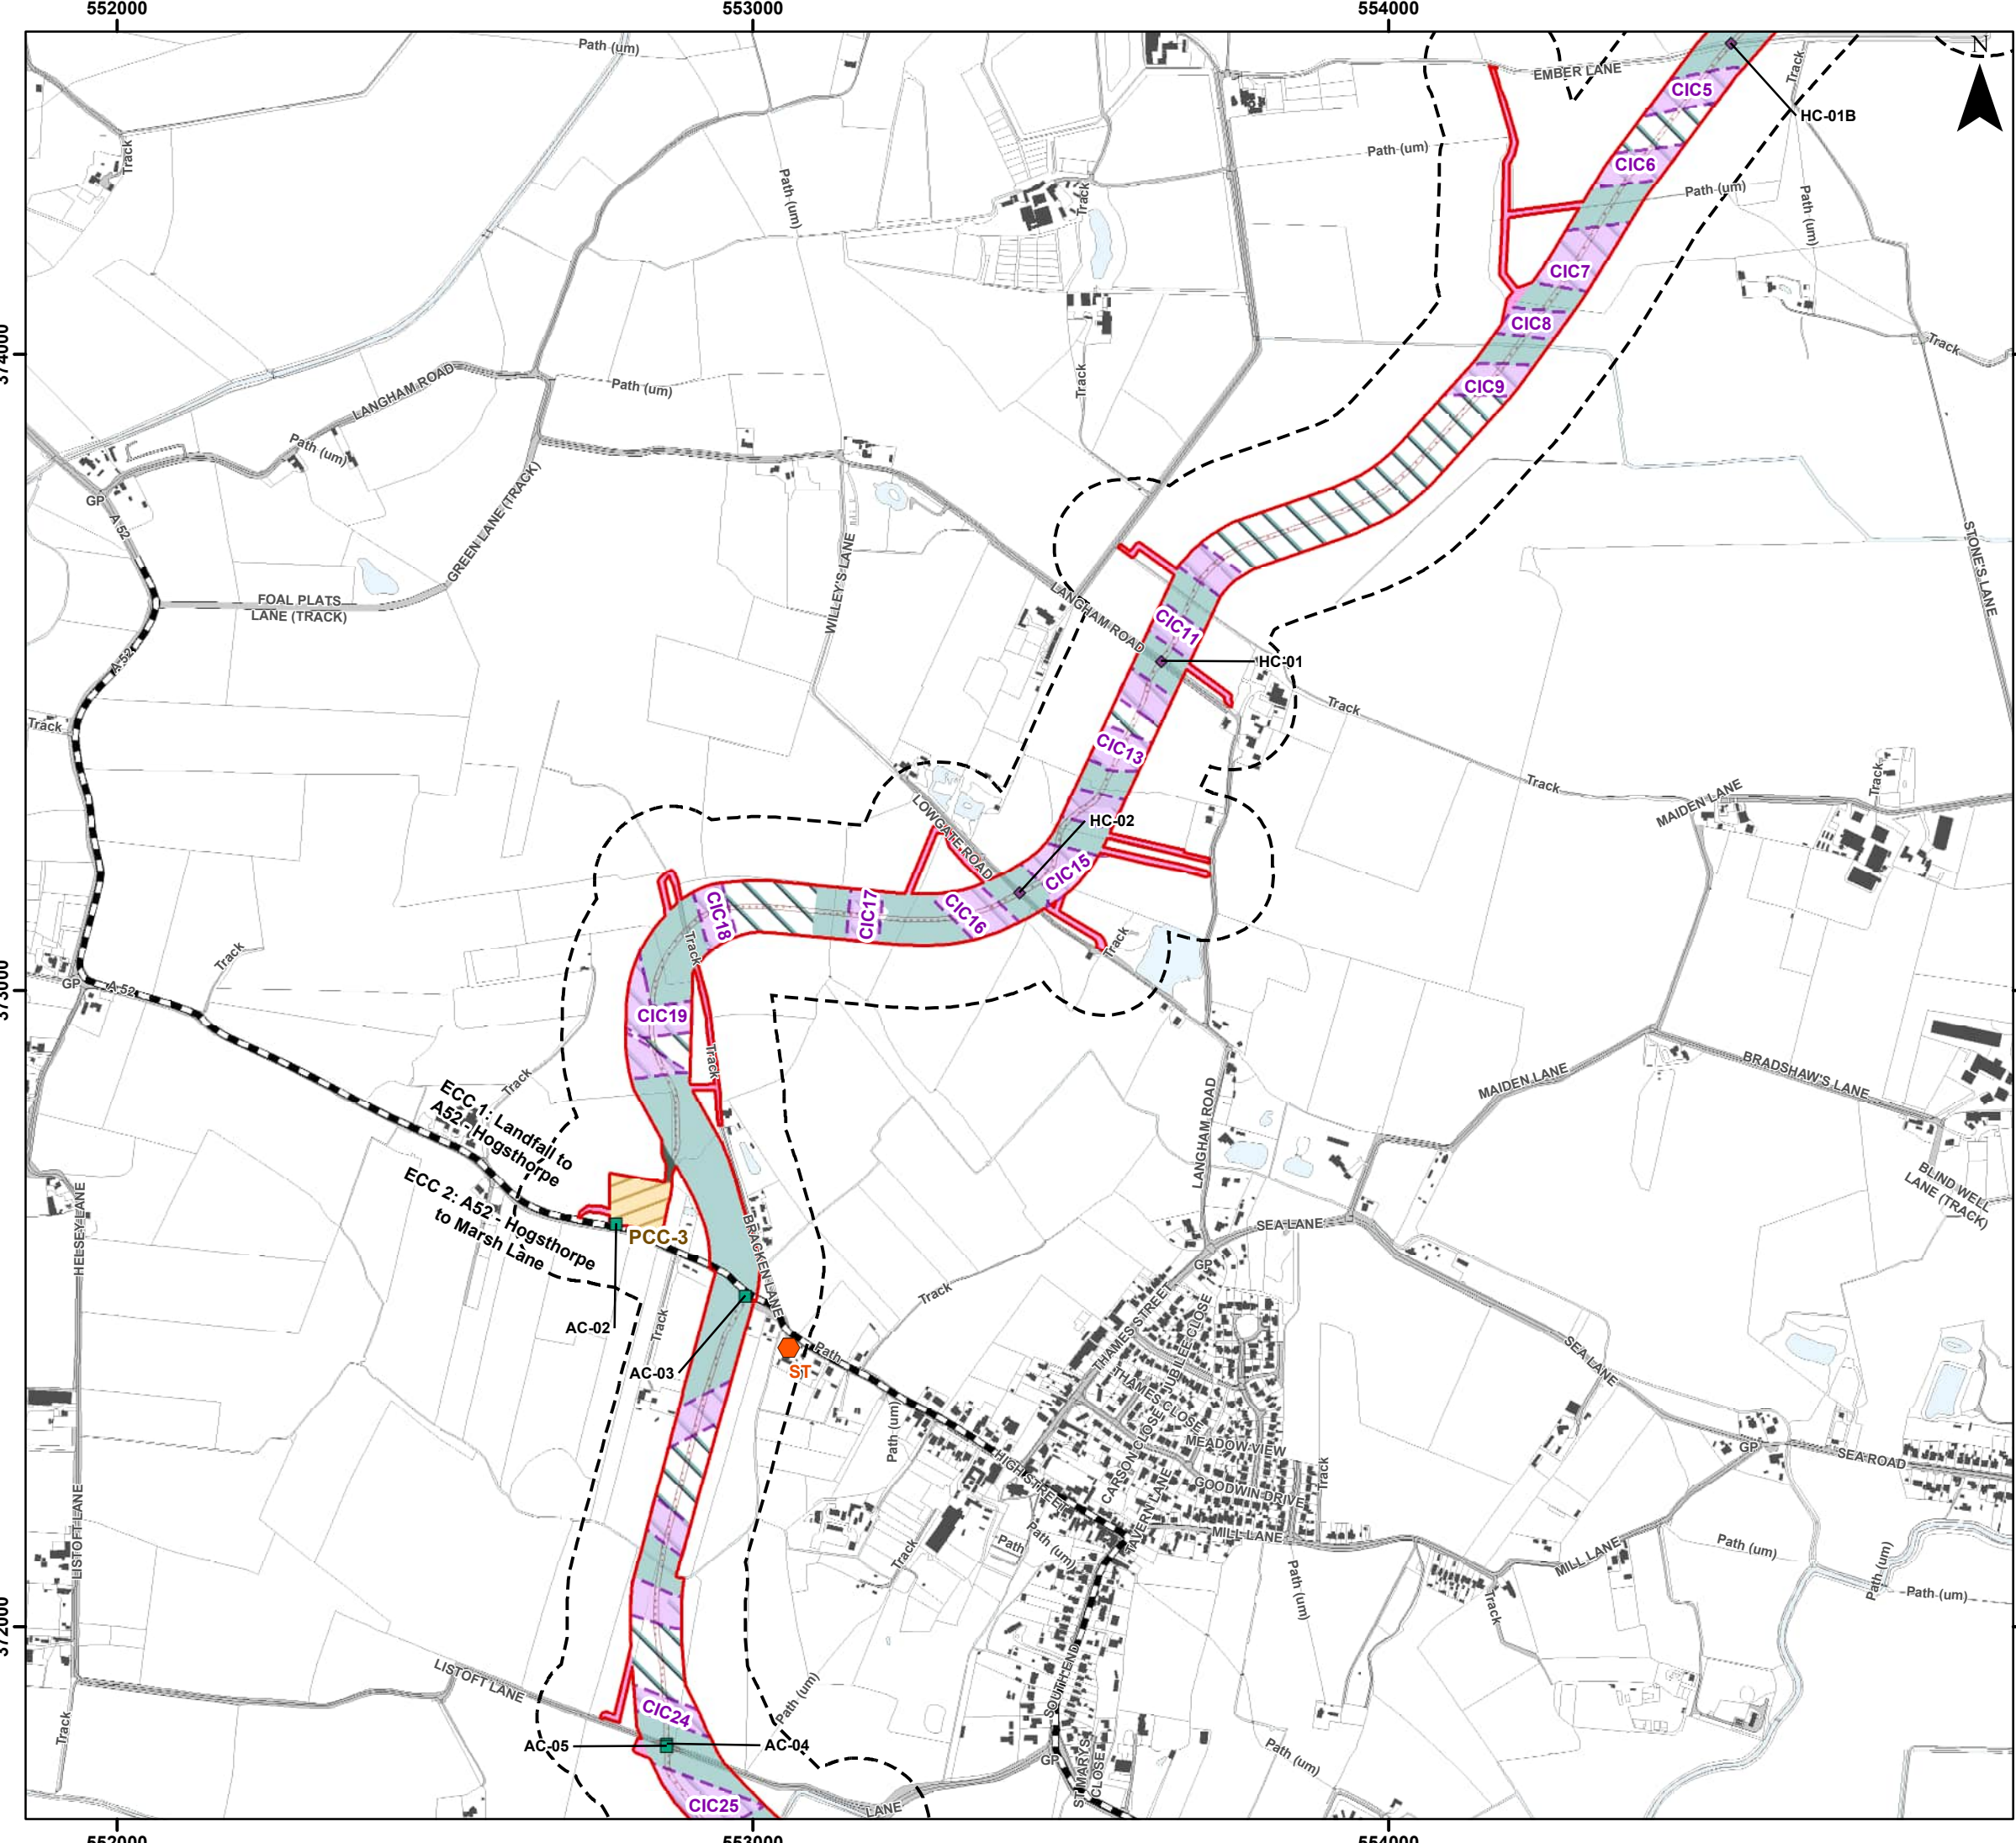 552000
553000
554000
N
Path (um)
EMBER LANE
Track
CIC5
HC-01B
Track
Path (um)
CIC6
Path (um)
Track
Path (um)
Path (um)
CIC7
CIC8
374000
Track
LANGHAM ROAD
Path (um)
Track
CIC9
Path (um)
GP
A 52
GREEN LANE (TRACK)
WILLEY'S LANE
STONE'S LANE
FOAL PLATS
LANE (TRACK)
LANGHAM ROAD
CIC11
A 52
HC-01
Track
Track
CIC13
Track
Track
MAIDEN LANE
LOWGATE ROAD
HC-02
CIC15
CIC18
CIC17
CIC16
Track
Track
Track
GP
A 52
373000
CIC19
Track
Track
MAIDEN LANE
BRADSHAW'S LANE
ECC 1: Landfall to
A52 - Hogsthorpe
LANGHAM ROAD
BLIND WELL
LANE (TRACK)
ECC 2: A52 - Hogsthorpe
to Marsh Lane
HELSEY LANE
PCC-3
BRACKEN LANE
SEA LANE
GP
Track
AC-02
Track
AC-03
Path
ST
THAMES STREET
JUBILEE CLOSE
THAMES CLOSE
SEA LANE
Path (um)
CARSON CLOSE
MEADOW VIEW
GP
SEA ROAD
HIGH STREET
GOODWIN DRIVE
Track
LISTOFT LANE
TAVERN LANE
MILL LANE
Path
Path (um)
Track
MILL LANE
Path (um)
Path (um)
Path (um)
Path (um)
Track
372000
LISTOFT LANE
SOUTH END
Path (um)
CIC24
Track
AC-05
AC-04
Path (um)
GP
ST MARYS
CLOSE
CIC25
LANE
552000
553000
554000